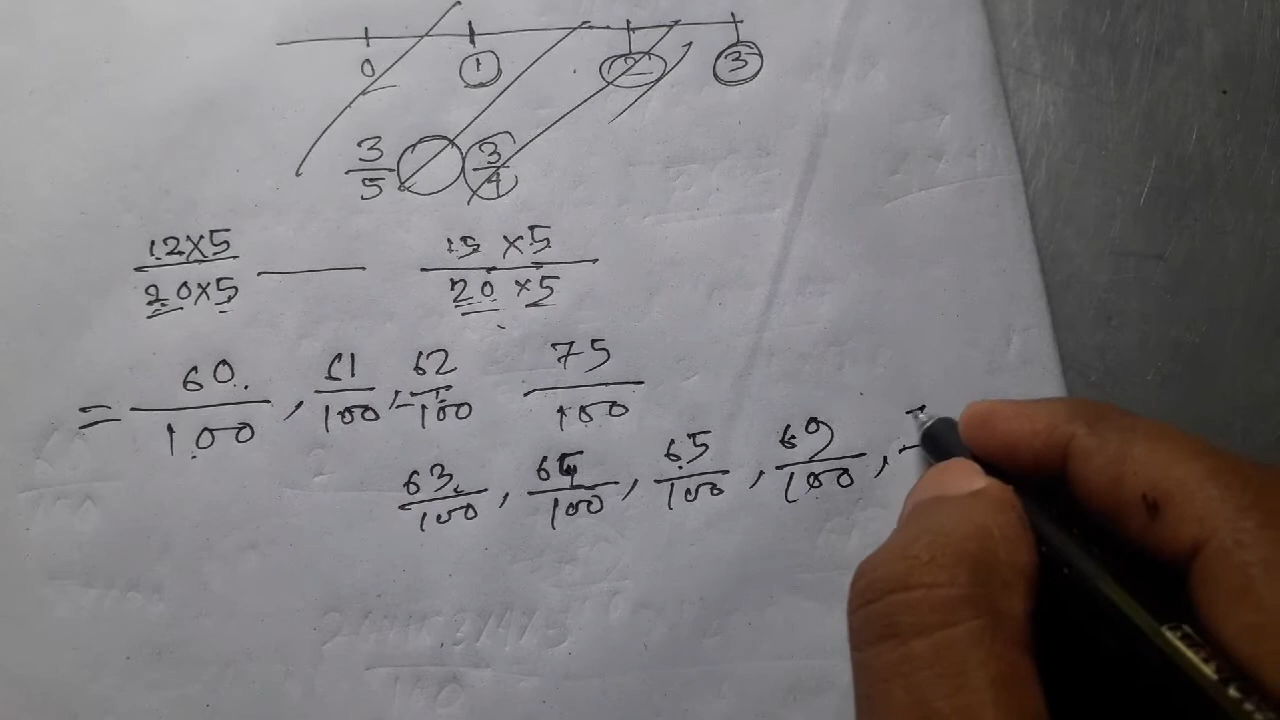 0 1 2 3
3/5 3/4
12×5/20×5 15×5/20×5
= 60/100, 61/100, 62/100 75/100
63/100, 64/100, 65/100, 69/100,